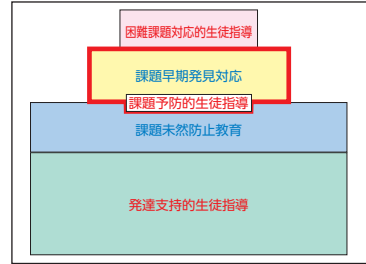 困難課題対応的生徒指導
課題早期発見対応
課題予防的生徒指導
課題未然防止教育
発達支持的生徒指導